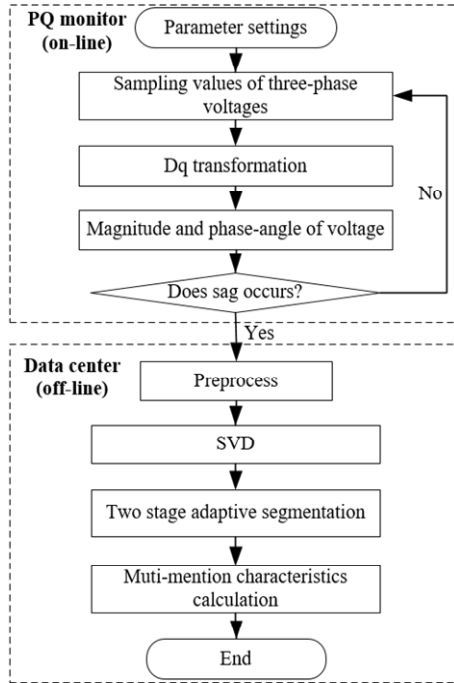 PQ monitor
(on-line)
Parameter settings
Sampling values of three-phase
voltages
Dq transformation
No
Magnitude and phase-angle of voltage
Does sag occurs?
Yes
Data center
(off-line)
Preprocess
SVD
Two stage adaptive segmentation
Muti-mention characteristics
calculation
End